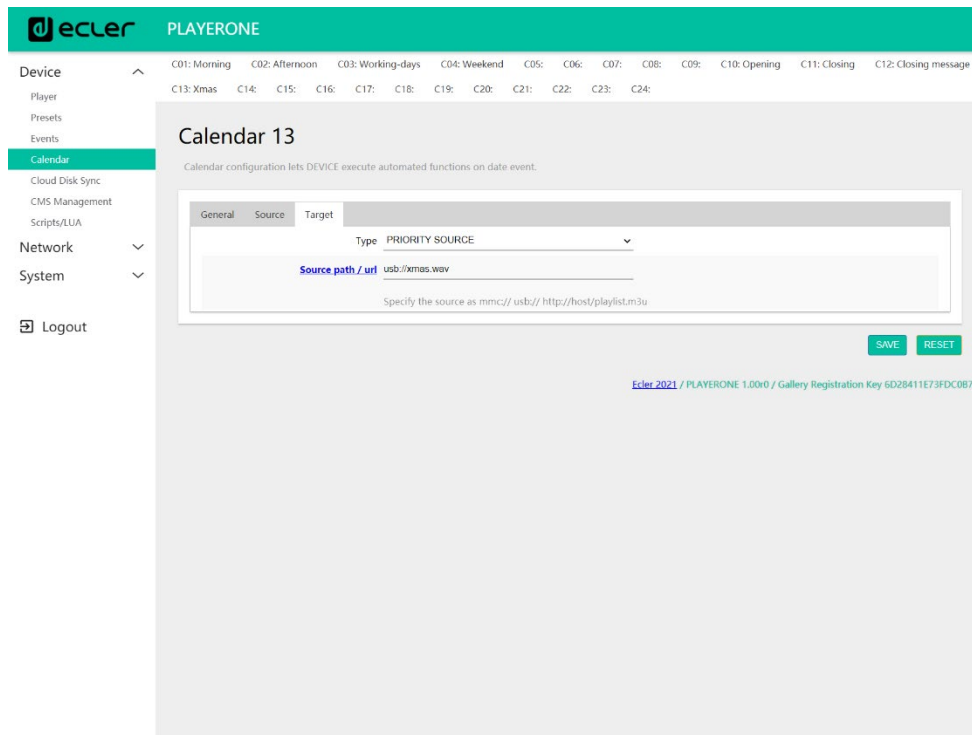 ecler
PLAYERONE
Device
Player
Presets
Events
Calendar
Cloud Disk Sync
CMS Management
Scripts/LUA
Network
System
Logout
C01: Morning C02: Afternoon C03: Working-days C04: Weekend C05: C06: C07: C08: C09: C10: Opening C11: Closing C12: Closing message
C13: Xmas C14: C15: C16: C17: C18: C19: C20: C21: C22: C23: C24:
Calendar 13
Calendar configuration lets DEVICE execute automated functions on date event.
General Source Target
Type PRIORITY SOURCE
Source path / url usb://xmas.wav
Specify the source as mmc:// usb:// http://host/playlist.m3u
SAVE RESET
Ecler 2021 / PLAYERONE 1.00r0 / Gallery Registration Key 6D28411E73FDC0B7